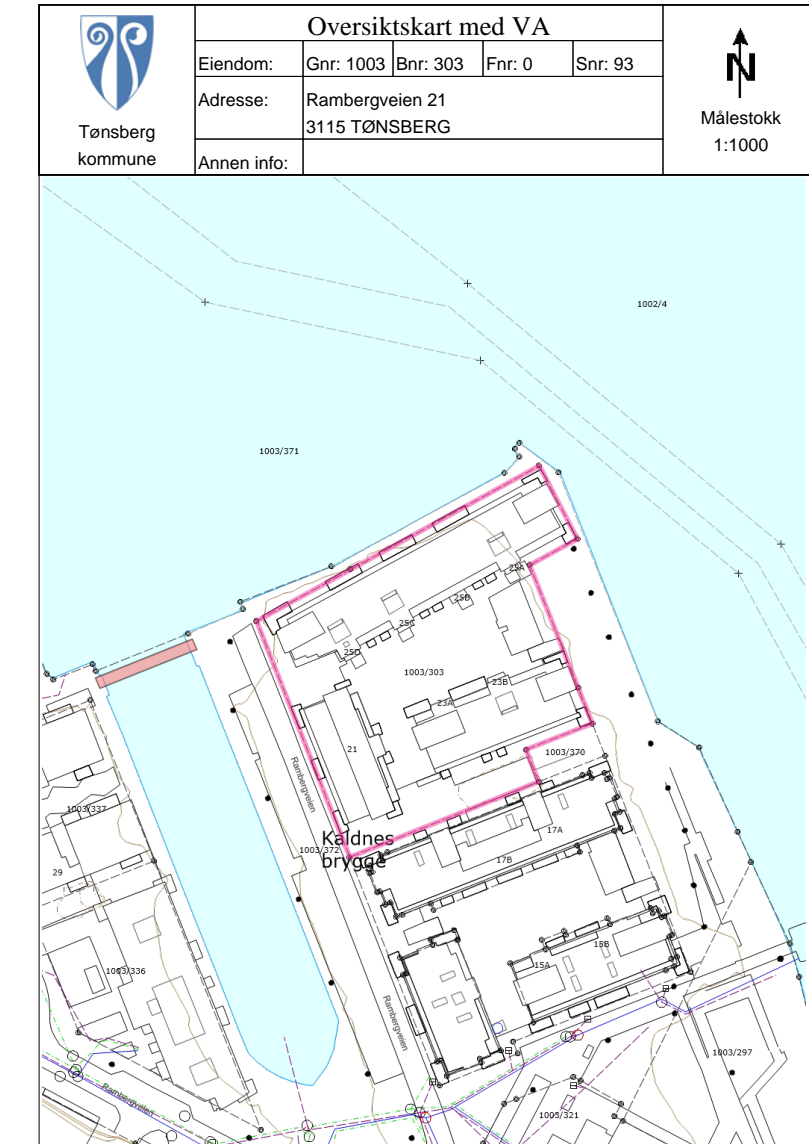 Oversiktskart med VA
Eiendom: Gnr: 1003 Bnr: 303 Fnr: 0 Snr: 93
Adresse: Rambergveien 21
3115 TØNSBERG
Annen info:
Tønsberg
kommune
N
Målestokk
1:1000
1002/4
1003/371
25A
25B
25C
25D
1003/303
23B
23A
21
1003/370
Rambergveien
1003/337
17A
Kaldnes
brygge
1003/372
17B
29
15B
15A
1003/336
Rambergveien
1003/297
Rambergveien
1003/321